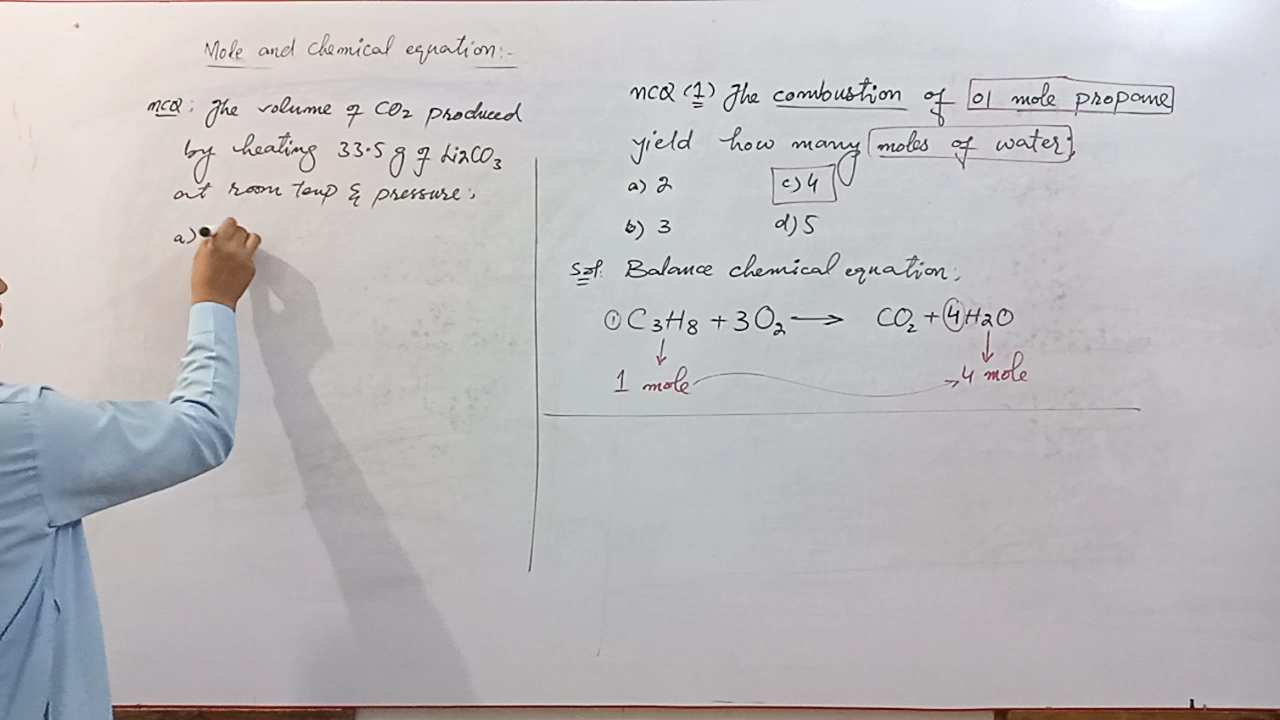 Mole and chemical equation:-
MCQ: The volume of CO2 produced
by heating 33.5 g of Li2CO3
at room temp & pressure;
a)
MCQ (1) The combustion of 01 mole propane
yield how many moles of water;
a) 2 c) 4
b) 3 d) 5
Sol: Balance chemical equation;
① C3H8 + 3O2 → CO2 + ④H2O
↓ ↓
1 mole → 4 mole